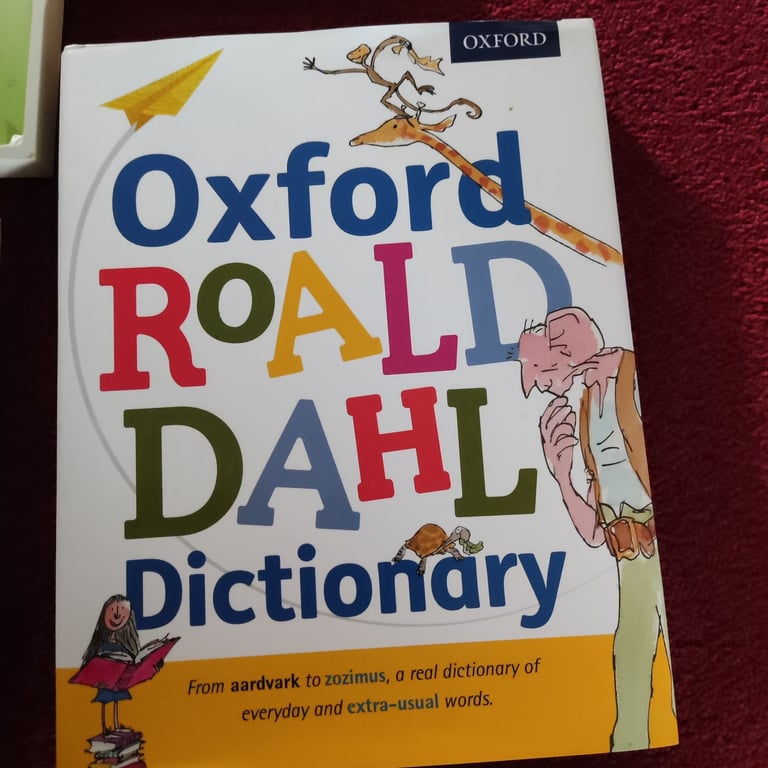 OXFORD
Oxford
ROALD
DAHL
Dictionary
From aardvark to zozimus, a real dictionary of
everyday and extra-usual words.